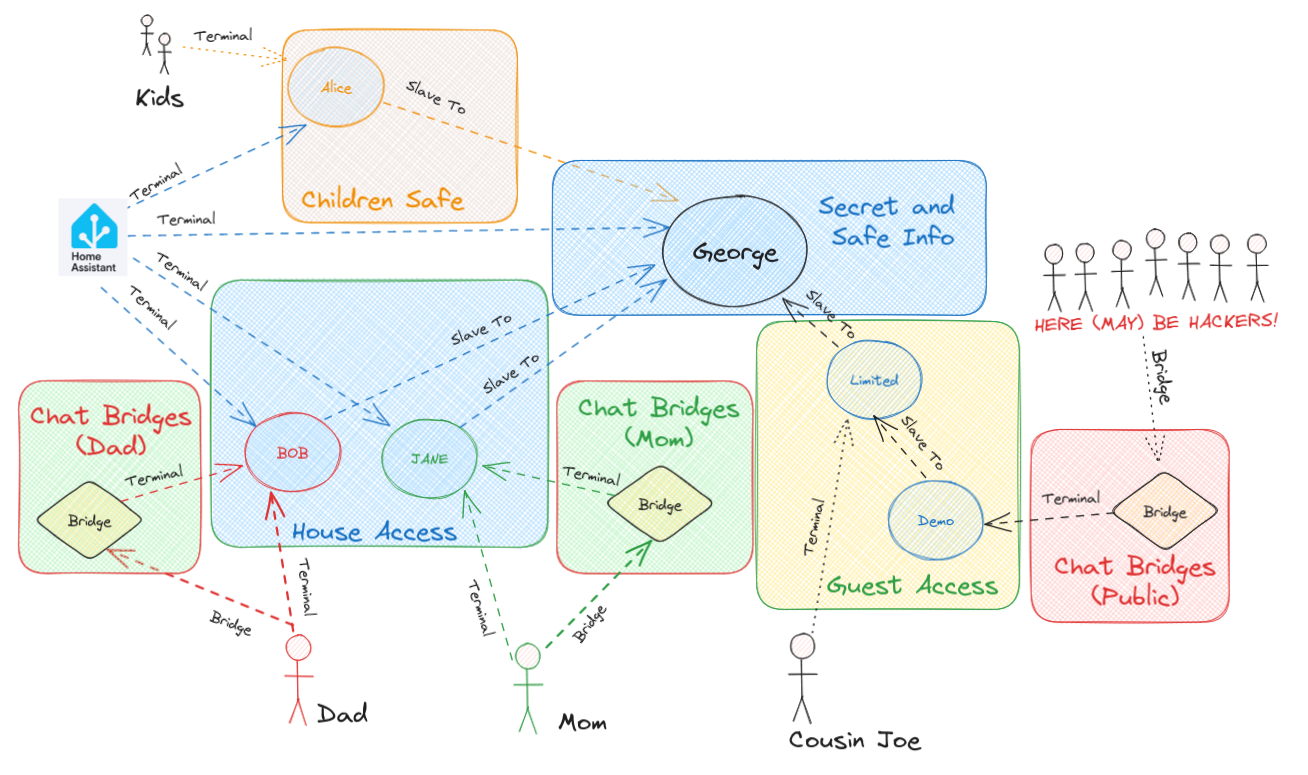 Kids
Terminal
Alice
Slave To
Children Safe
Terminal
Home
Assistant
Terminal
Terminal
Terminal
George
Secret and
Safe Info
HERE (MAY) BE HACKERS!
Bridge
Slave To
Slave To
Slave To
Limited
Slave To
Chat Bridges
(Dad)
Terminal
Bridge
BOB
JANE
House Access
Chat Bridges
(Mom)
Terminal
Bridge
Demo
Guest Access
Terminal
Terminal
Bridge
Chat Bridges
(Public)
Bridge
Terminal
Dad
Terminal
Bridge
Mom
Cousin Joe